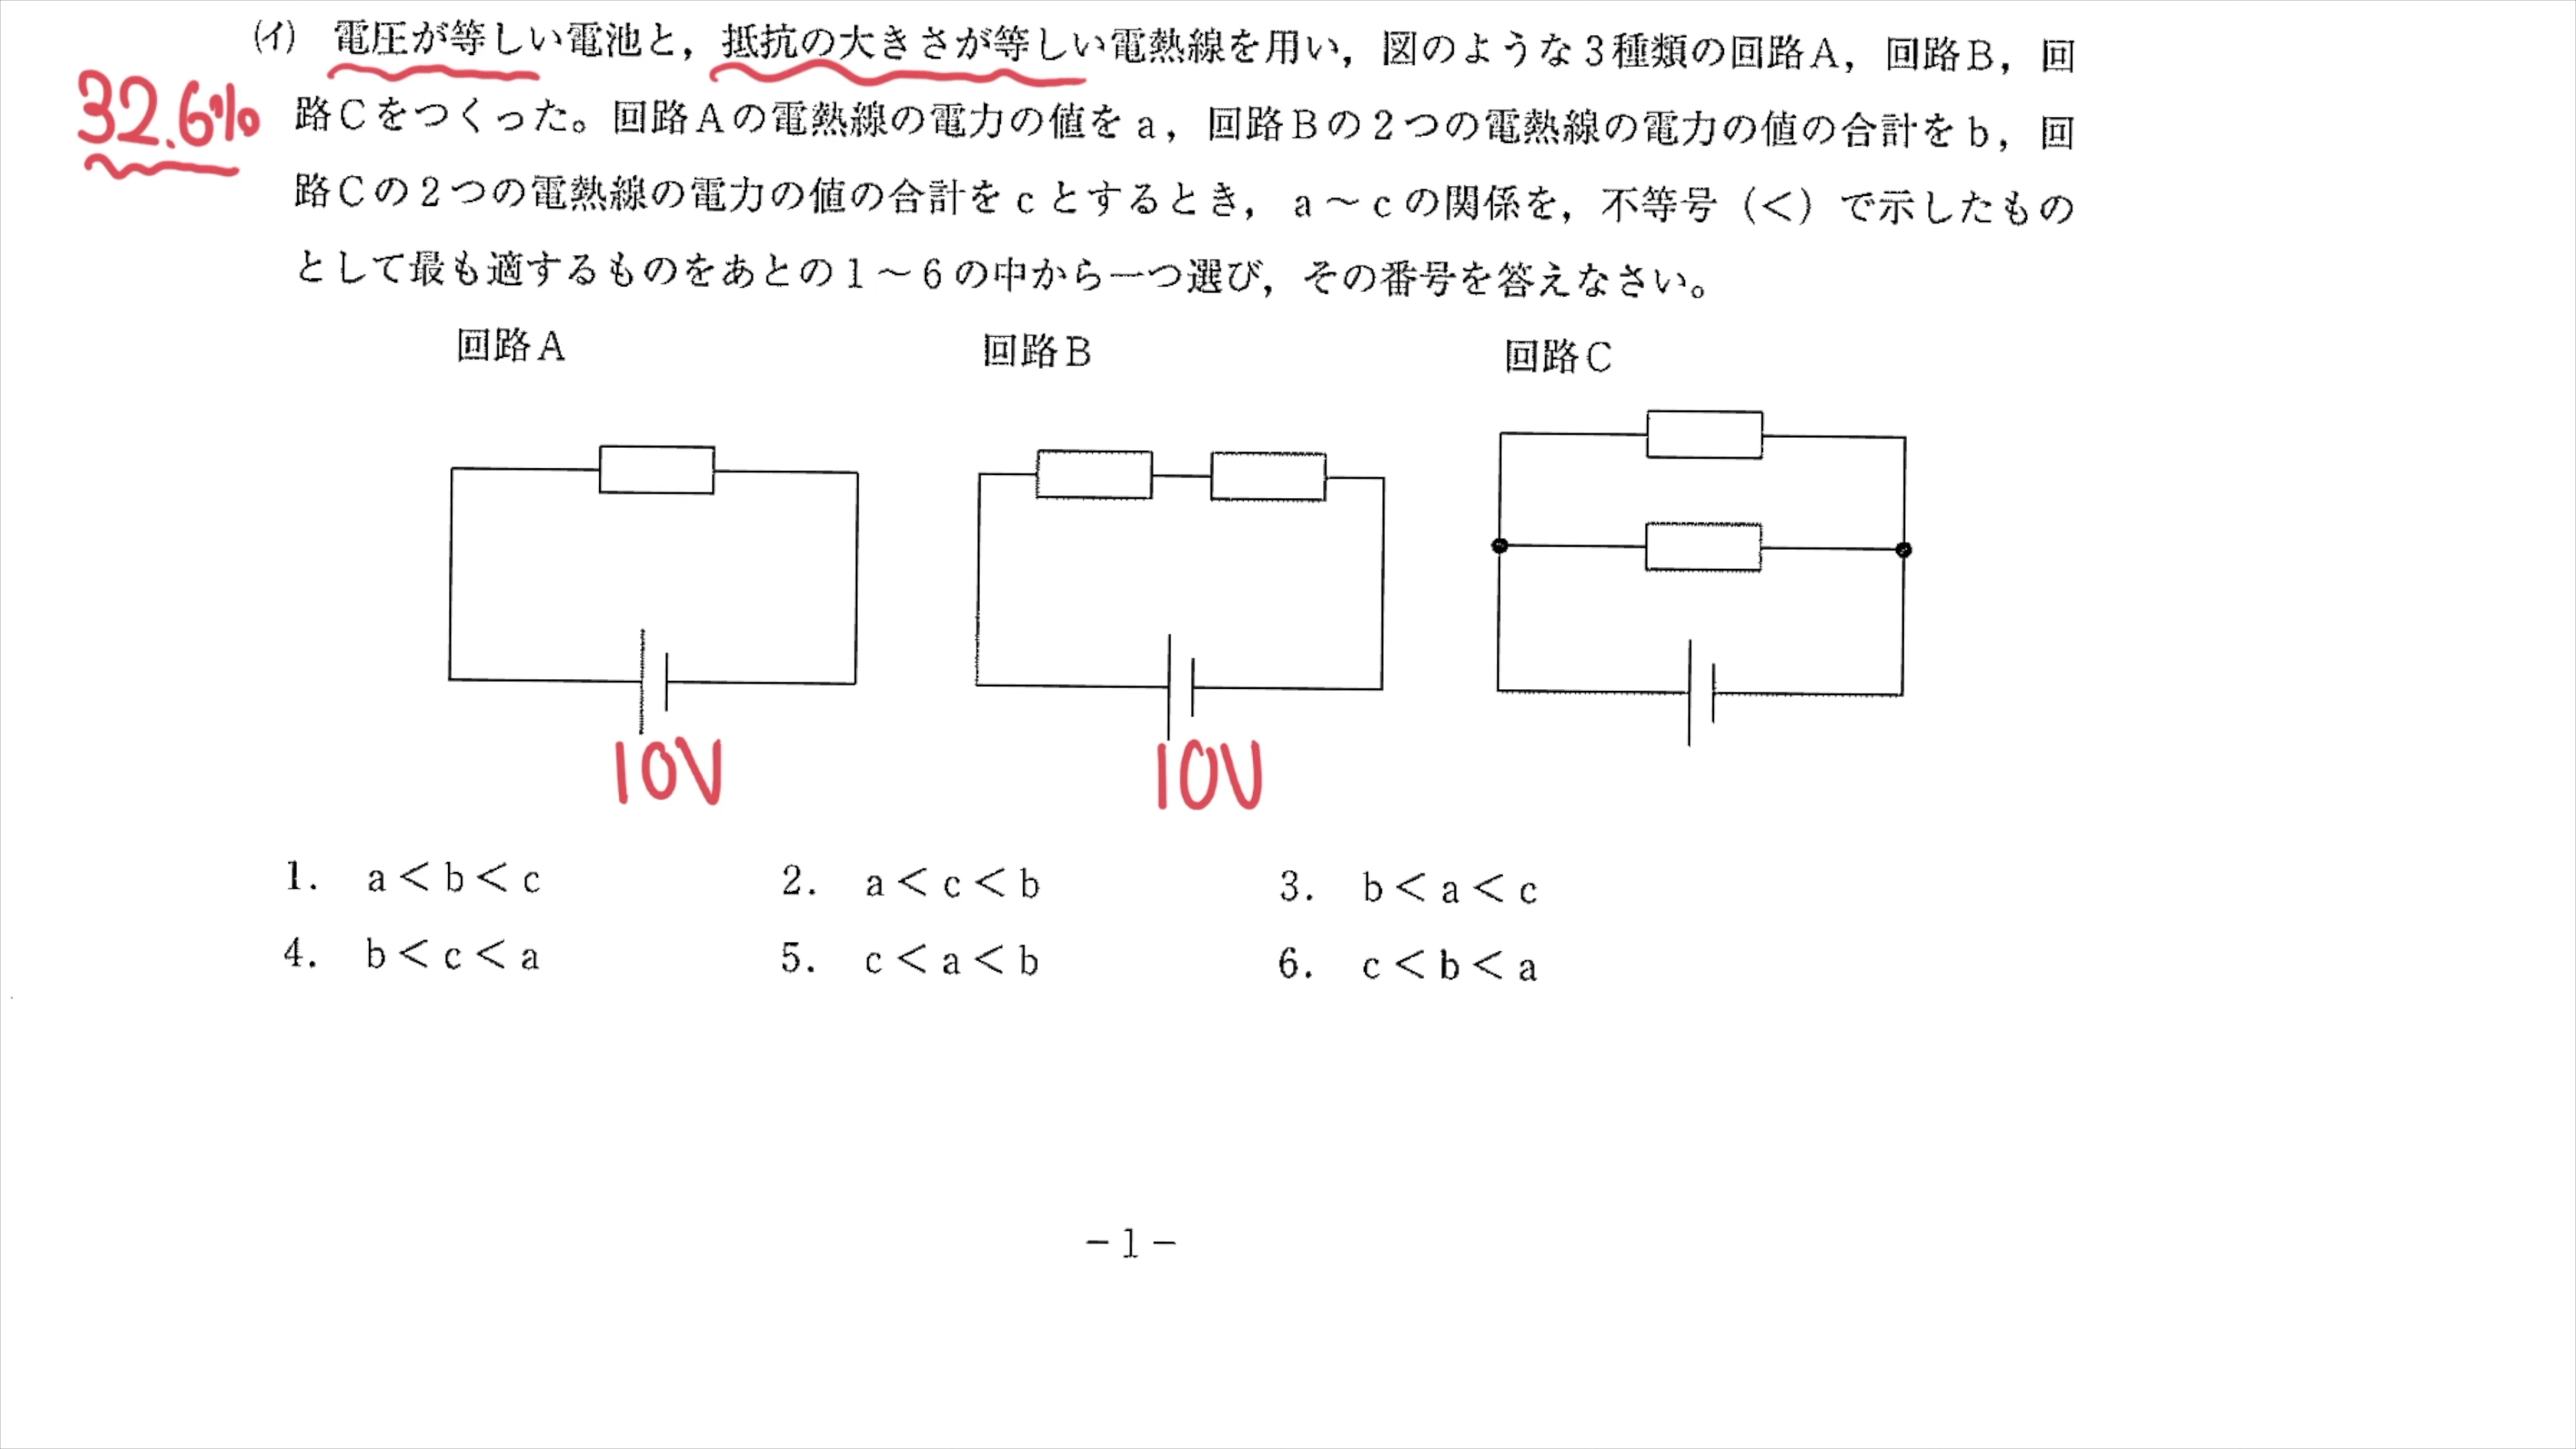 (イ) 電圧が等しい電池と，抵抗の大きさが等しい電熱線を用い，図のような3種類の回路A，回路B，回
32.6%
路Cをつくった。回路Aの電熱線の電力の値をa，回路Bの2つの電熱線の電力の値の合計をb，回
路Cの2つの電熱線の電力の値の合計をcとするとき，a～cの関係を，不等号（＜）で示したもの
として最も適するものをあとの1～6の中から一つ選び，その番号を答えなさい。
回路A 回路B 回路C
10V 10V
1. a＜b＜c 2. a＜c＜b 3. b＜a＜c
4. b＜c＜a 5. c＜a＜b 6. c＜b＜a
－1－